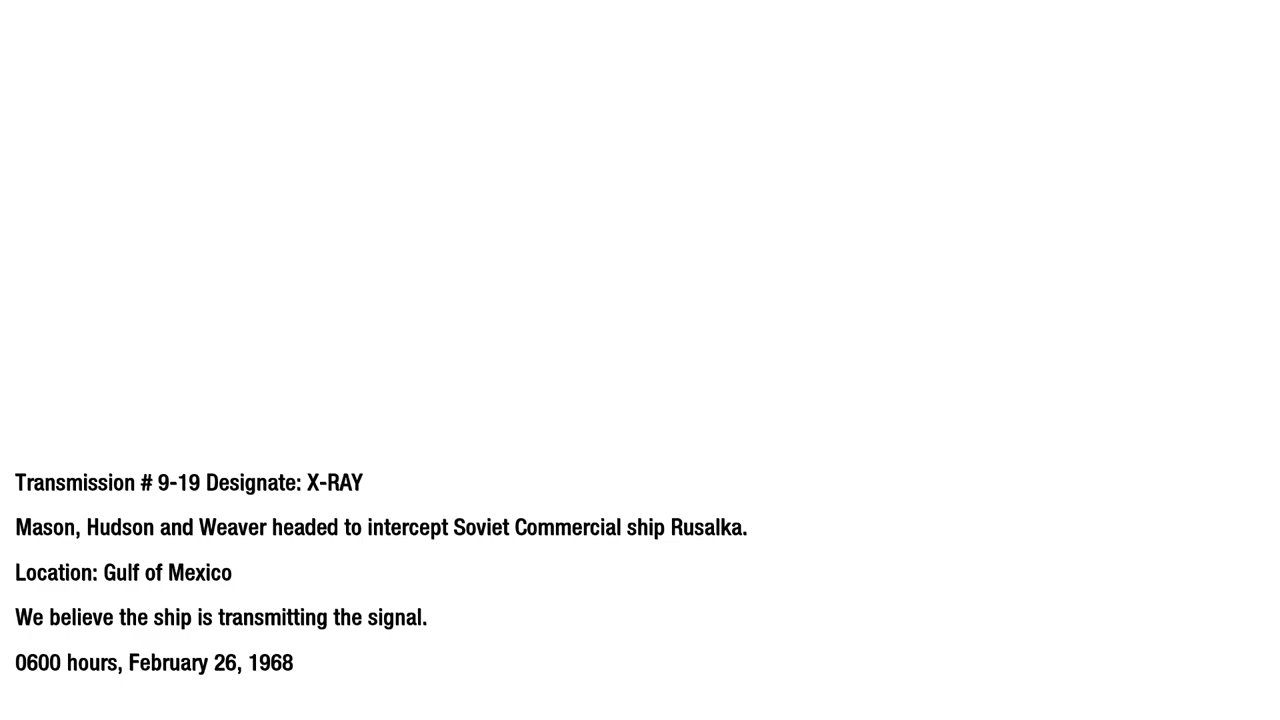 Transmission # 9-19 Designate: X-RAY
Mason, Hudson and Weaver headed to intercept Soviet Commercial ship Rusalka.
Location: Gulf of Mexico
We believe the ship is transmitting the signal.
0600 hours, February 26, 1968